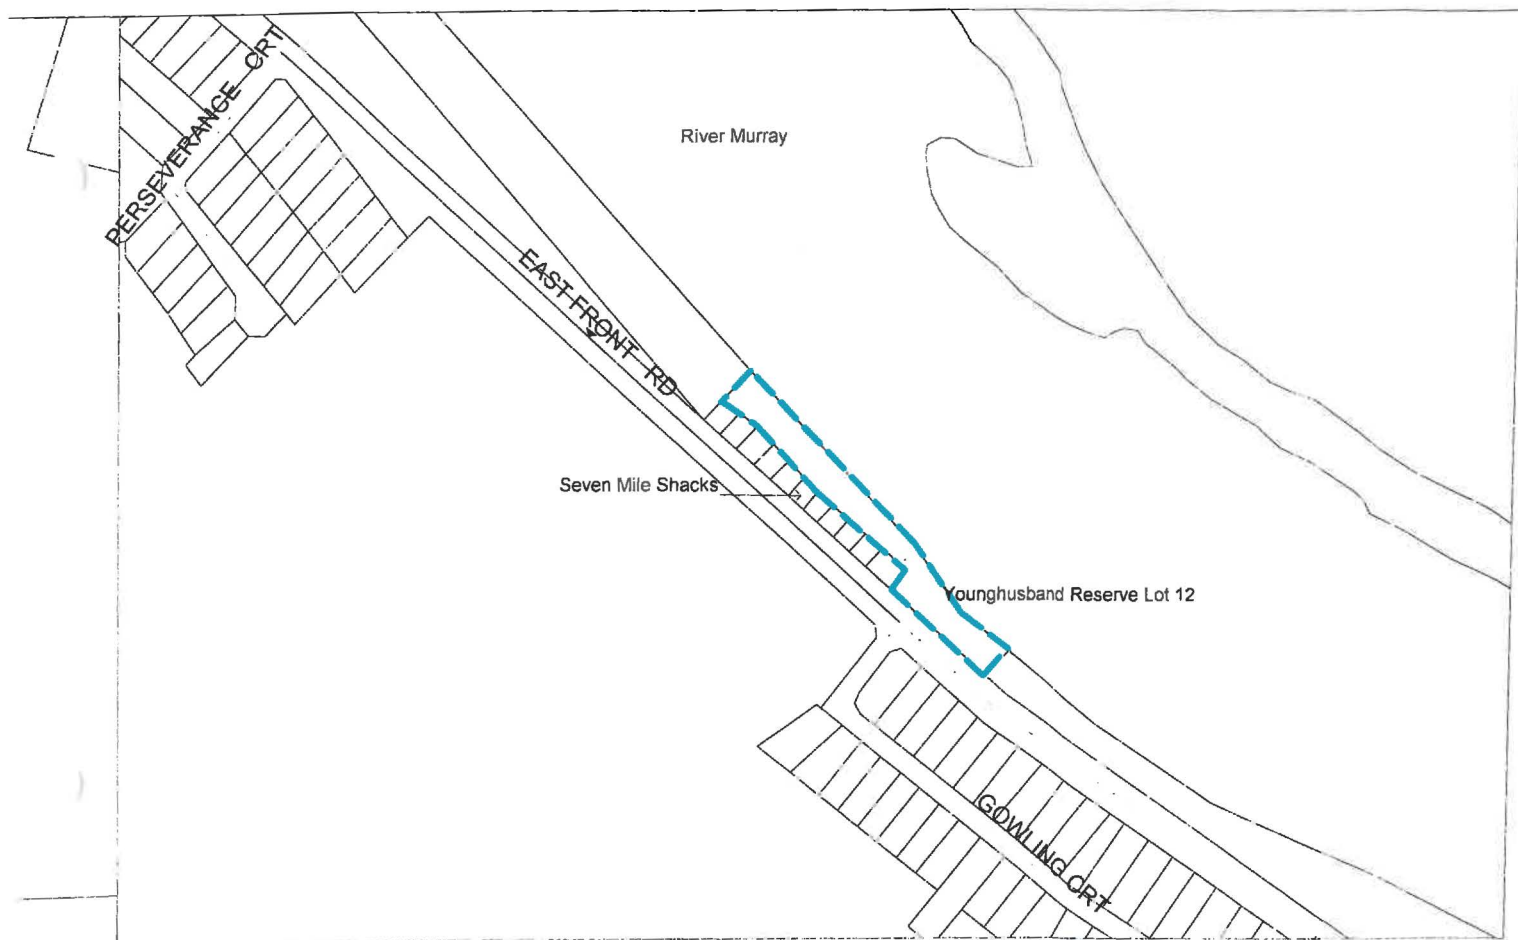 PERSEVERANGE CRT
River Murray
EAST FRONT RD
Seven Mile Shacks
Younghusband Reserve Lot 12
GOWLING CRT